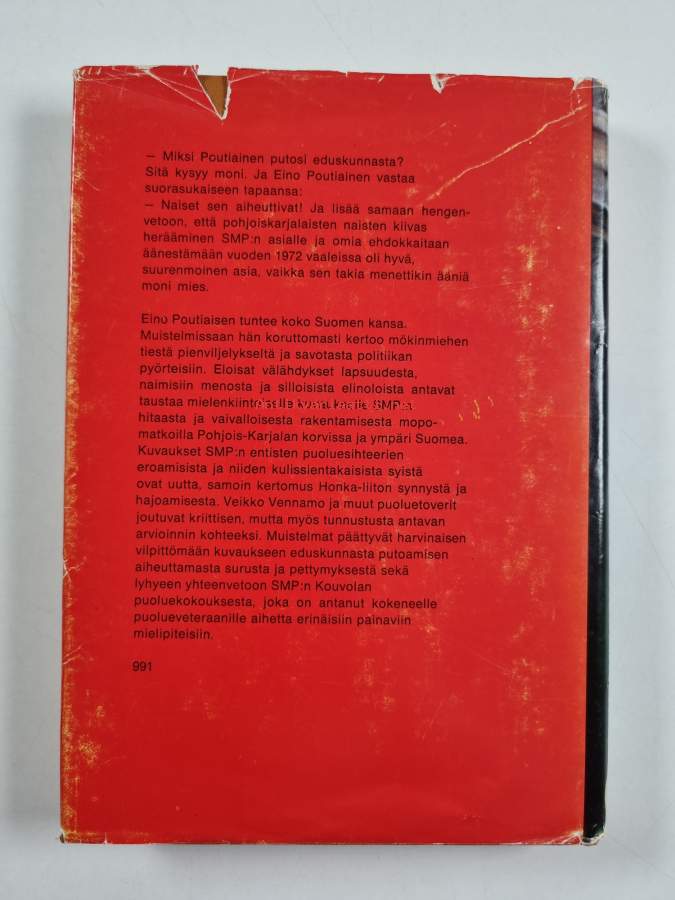 – Miksi Poutiainen putosi eduskunnasta?
Sitä kysyy moni. Ja Eino Poutiainen vastaa
suorasukaiseen tapaansa:
– Naiset sen aiheuttivat! Ja lisää samaan hengen-
vetoon, että pohjoiskarjalaisten naisten kiivas
herääminen SMP:n asialle ja omia ehdokkaitaan
äänestämään vuoden 1972 vaaleissa oli hyvä,
suurenmoinen asia, vaikka sen takia menettikin ääniä
moni mies.
Eino Poutiaisen tuntee koko Suomen kansa.
Muistelmissaan hän koruttomasti kertoo mökinmiehen
tiestä pienviljelykseltä ja savotasta politiikan
pyörteisiin. Eloisat välähdykset lapsuudesta,
naimisiin menosta ja silloisista elinoloista antavat
taustaa mielenkiintoiselle kuvaukselle SMP:n
hitaasta ja vaivalloisesta rakentamisesta mopo-
matkoilla Pohjois-Karjalan korvissa ja ympäri Suomea.
Kuvaukset SMP:n entisten puoluesihteerien
eroamisista ja niiden kulissientakaisista syistä
ovat uutta, samoin kertomus Honka-liiton synnystä ja
hajoamisesta. Veikko Vennamo ja muut puoluetoverit
joutuvat kriittisen, mutta myös tunnustusta antavan
arvioinnin kohteeksi. Muistelmat päättyvät harvinaisen
vilpittömään kuvaukseen eduskunnasta putoamisen
aiheuttamasta surusta ja pettymyksestä sekä
lyhyeen yhteenvetoon SMP:n Kouvolan
puoluekokouksesta, joka on antanut kokeneelle
puolueveteraanille aihetta erinäisiin painaviin
mielipiteisiin.
991